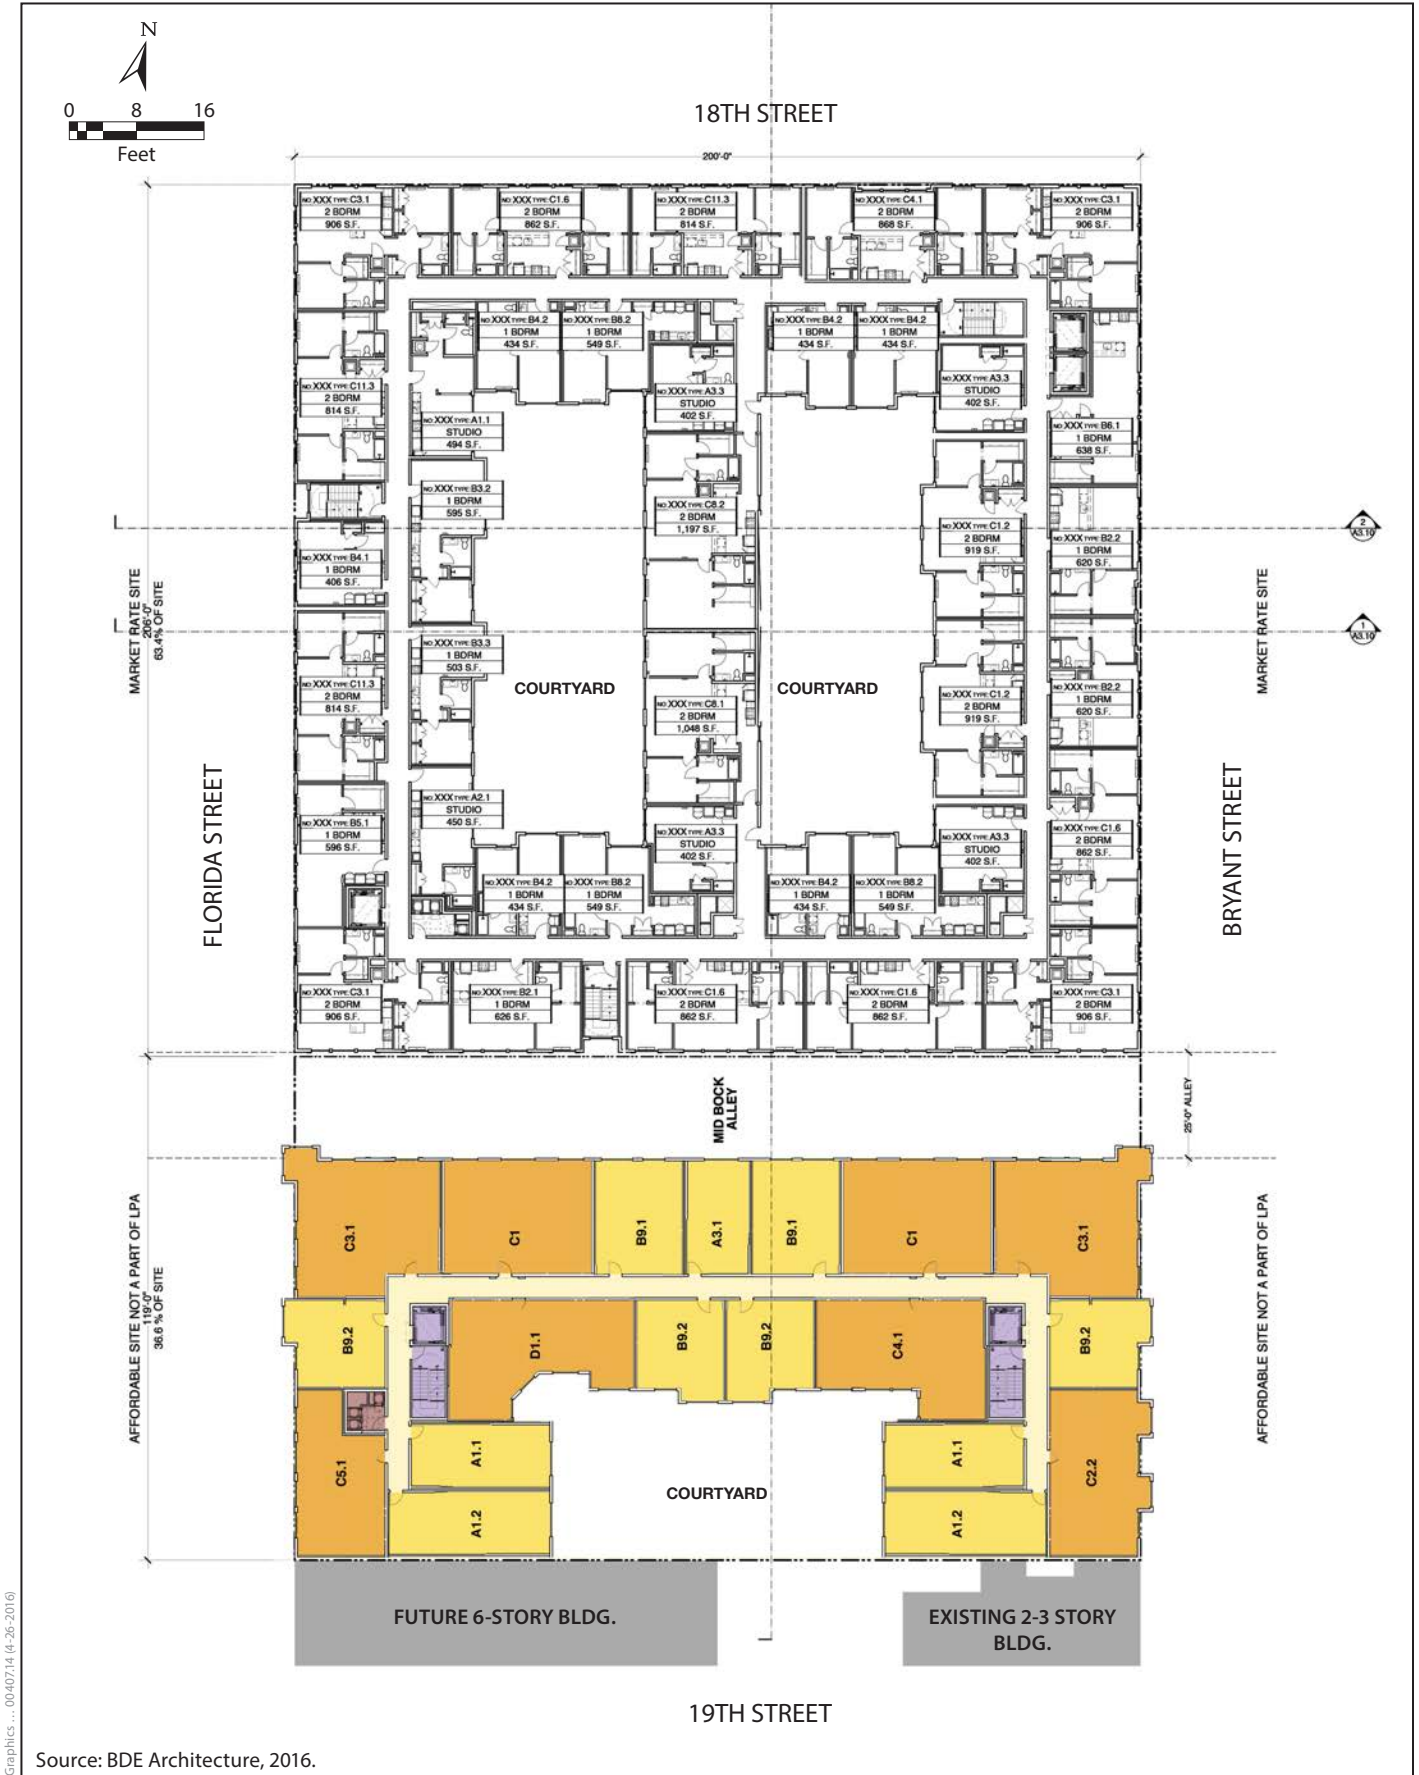 N
0 8 16
Feet
18TH STREET
200'-0"
NO: XXX TYPE: C3.1
2 BDRM
906 S.F.
NO: XXX TYPE: C1.6
2 BDRM
862 S.F.
NO: XXX TYPE: C11.3
2 BDRM
814 S.F.
NO: XXX TYPE: C4.1
2 BDRM
868 S.F.
NO: XXX TYPE: C3.1
2 BDRM
906 S.F.
NO: XXX TYPE: B4.2
1 BDRM
434 S.F.
NO: XXX TYPE: B8.2
1 BDRM
549 S.F.
NO: XXX TYPE: B4.2
1 BDRM
434 S.F.
NO: XXX TYPE: B4.2
1 BDRM
434 S.F.
NO: XXX TYPE: C11.3
2 BDRM
814 S.F.
NO: XXX TYPE: A3.3
STUDIO
402 S.F.
NO: XXX TYPE: A3.3
STUDIO
402 S.F.
NO: XXX TYPE: A1.1
STUDIO
494 S.F.
NO: XXX TYPE: B6.1
1 BDRM
638 S.F.
NO: XXX TYPE: B3.2
1 BDRM
595 S.F.
NO: XXX TYPE: C8.2
2 BDRM
1,197 S.F.
NO: XXX TYPE: C1.2
2 BDRM
919 S.F.
NO: XXX TYPE: B2.2
1 BDRM
620 S.F.
2
A3.10
NO: XXX TYPE: B4.1
1 BDRM
406 S.F.
MARKET RATE SITE
206'-0"
63.4% OF SITE
MARKET RATE SITE
1
A3.10
NO: XXX TYPE: B3.3
1 BDRM
503 S.F.
NO: XXX TYPE: C11.3
2 BDRM
814 S.F.
COURTYARD
NO: XXX TYPE: C8.1
2 BDRM
1,048 S.F.
COURTYARD
NO: XXX TYPE: C1.2
2 BDRM
919 S.F.
NO: XXX TYPE: B2.2
1 BDRM
620 S.F.
FLORIDA STREET
BRYANT STREET
NO: XXX TYPE: A2.1
STUDIO
450 S.F.
NO: XXX TYPE: B5.1
1 BDRM
596 S.F.
NO: XXX TYPE: A3.3
STUDIO
402 S.F.
NO: XXX TYPE: A3.3
STUDIO
402 S.F.
NO: XXX TYPE: C1.6
2 BDRM
862 S.F.
NO: XXX TYPE: B4.2
1 BDRM
434 S.F.
NO: XXX TYPE: B8.2
1 BDRM
549 S.F.
NO: XXX TYPE: B4.2
1 BDRM
434 S.F.
NO: XXX TYPE: B8.2
1 BDRM
549 S.F.
NO: XXX TYPE: C3.1
2 BDRM
906 S.F.
NO: XXX TYPE: B2.1
1 BDRM
626 S.F.
NO: XXX TYPE: C1.6
2 BDRM
862 S.F.
NO: XXX TYPE: C1.6
2 BDRM
862 S.F.
NO: XXX TYPE: C3.1
2 BDRM
906 S.F.
MID BOCK
ALLEY
25'-0" ALLEY
AFFORDABLE SITE NOT A PART OF LPA
119'-0"
36.6 % OF SITE
AFFORDABLE SITE NOT A PART OF LPA
C3.1
C1
B9.1
A3.1
B9.1
C1
C3.1
B9.2
D1.1
B9.2
B9.2
C4.1
B9.2
C5.1
A1.1
A1.1
C2.2
A1.2
COURTYARD
A1.2
FUTURE 6-STORY BLDG.
EXISTING 2-3 STORY
BLDG.
19TH STREET
Graphics … 00407.14 (4-26-2016)
Source: BDE Architecture, 2016.